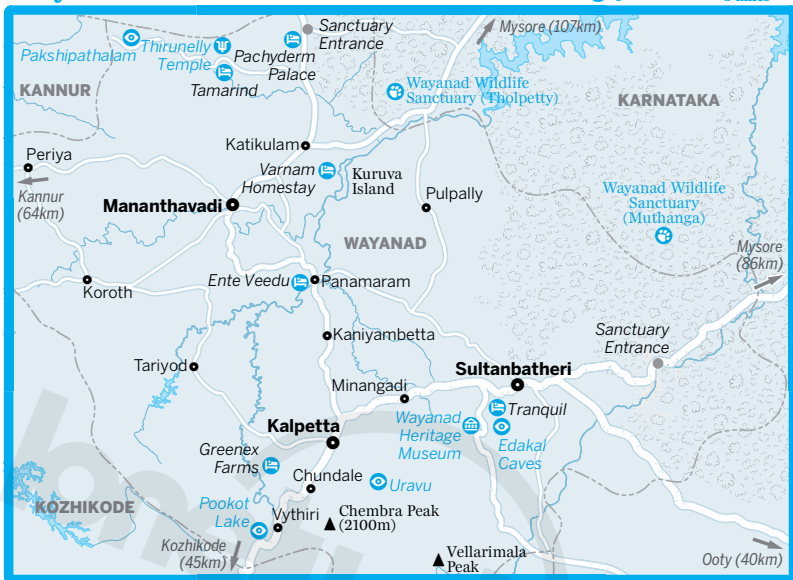 Pakshipathalam
Thirunelly
Temple
Pachyderm
Palace
Sanctuary
Entrance
Mysore (107km)
Tamarind
KANNUR
Wayanad Wildlife
Sanctuary (Tholpetty)
KARNATAKA
Katikulam
Periya
Varnam
Homestay
Kuruva
Island
Kannur
(64km)
Mananthavadi
Pulpally
Wayanad Wildlife
Sanctuary
(Muthanga)
WAYANAD
Mysore
(86km)
Ente Veedu
Panamaram
Koroth
Kaniyambetta
Sanctuary
Entrance
Tariyod
Sultanbatheri
Minangadi
Tranquil
Kalpetta
Wayanad
Heritage
Museum
Edakal
Caves
Greenex
Farms
Chundale
Uravu
KOZHIKODE
Pookot
Lake
Vythiri
Chembra Peak
(2100m)
Kozhikode
(45km)
Vellarimala
Peak
Ooty (40km)